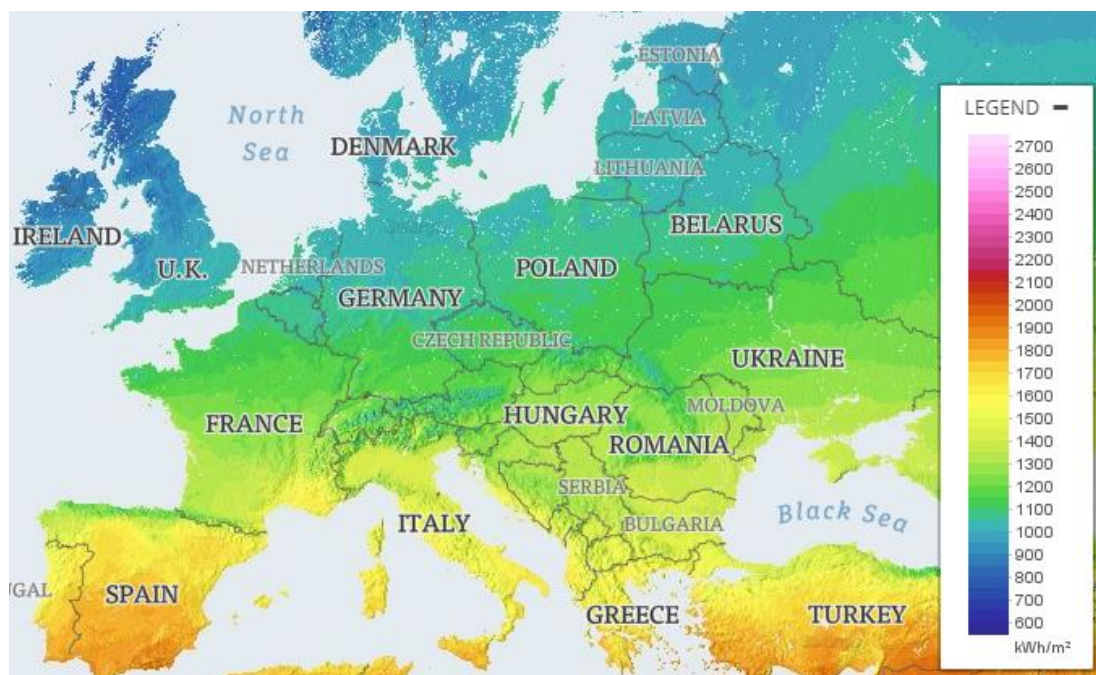 ESTONIA
North
Sea
LATVIA
DENMARK
LITHUANIA
BELARUS
IRELAND
U.K.
NETHERLANDS
POLAND
GERMANY
CZECH REPUBLIC
UKRAINE
FRANCE
HUNGARY
MOLDOVA
ROMANIA
SERBIA
BULGARIA
Black Sea
ITALY
UGAL
SPAIN
GREECE
TURKEY
LEGEND
2700
2600
2500
2400
2300
2200
2100
2000
1900
1800
1700
1600
1500
1400
1300
1200
1100
1000
900
800
700
600
kWh/m²